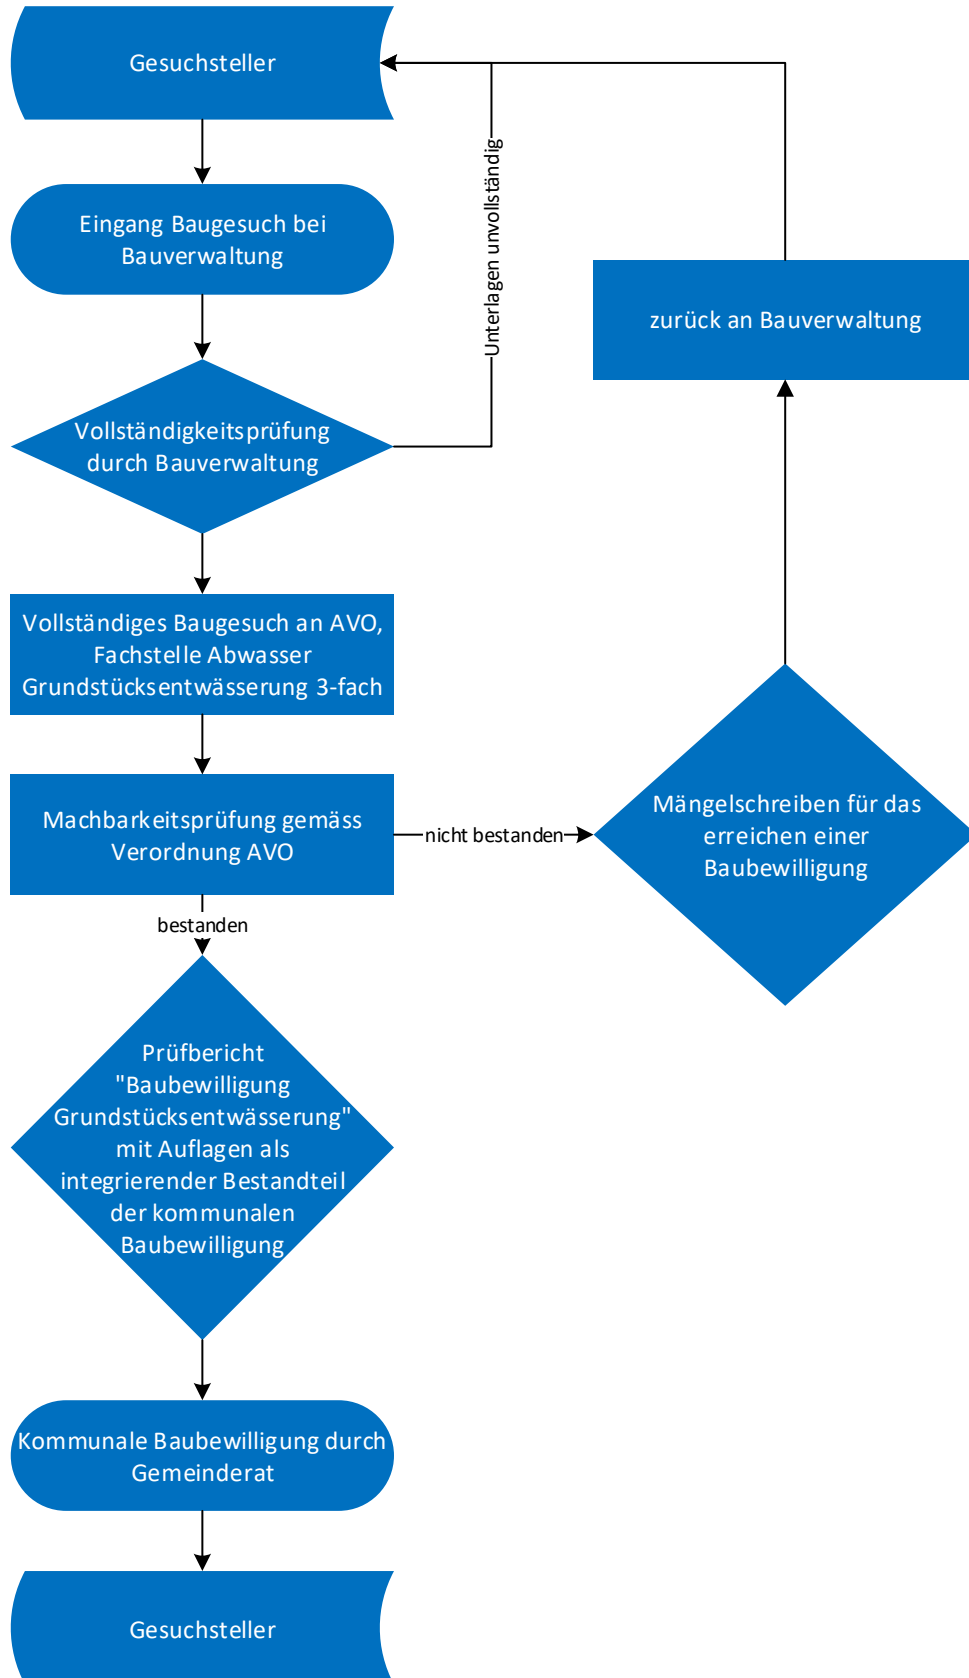 Gesuchsteller
Eingang Baugesuch bei
Bauverwaltung
Unterlagen unvollständig
zurück an Bauverwaltung
Vollständigkeitsprüfung
durch Bauverwaltung
Vollständiges Baugesuch an AVO,
Fachstelle Abwasser
Grundstücksentwässerung 3-fach
Machbarkeitsprüfung gemäss
Verordnung AVO
nicht bestanden
Mängelschreiben für das
erreichen einer
Baubewilligung
bestanden
Prüfbericht
"Baubewilligung
Grundstücksentwässerung"
mit Auflagen als
integrierender Bestandteil
der kommunalen
Baubewilligung
Kommunale Baubewilligung durch
Gemeinderat
Gesuchsteller